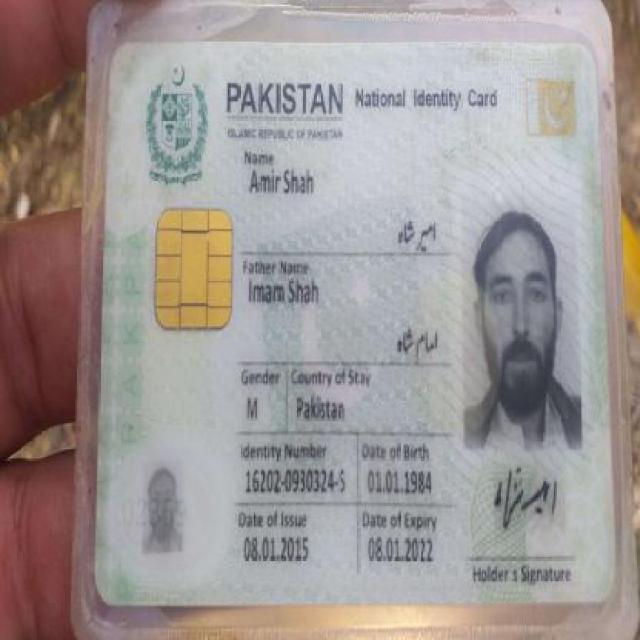 PAKISTAN National Identity Card
ISLAMIC REPUBLIC OF PAKISTAN
Name
Amir Shah
امیر شاہ
Father Name
Imam Shah
امام شاہ
Gender Country of Stay
M Pakistan
Identity Number Date of Birth
16202-0930324-5 01.01.1984
Date of Issue Date of Expiry
08.01.2015 08.01.2022
Holder's Signature